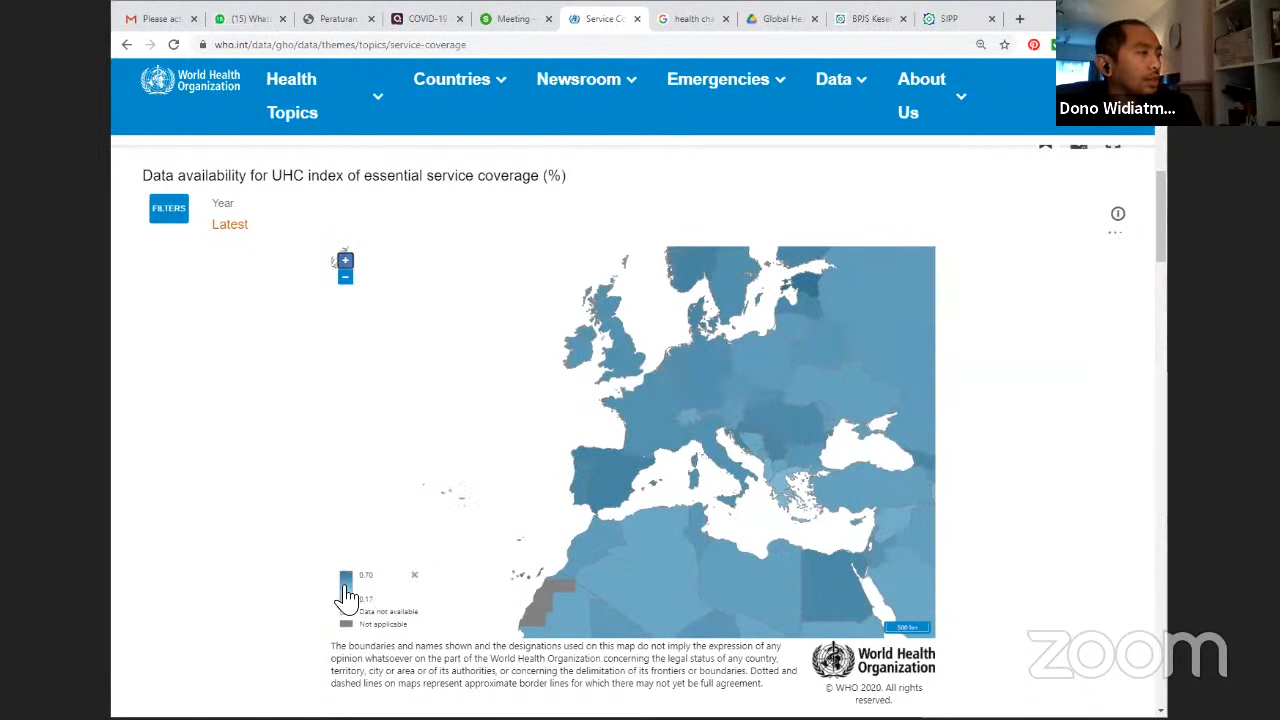 Please act
(15) Whats
Peraturan
COVID-19
Meeting –
Service Co
health cha
Global He
BPJS Keser
SIPP
who.int/data/gho/data/themes/topics/service-coverage
World Health
Organization
Health
Topics
Countries
Newsroom
Emergencies
Data
About
Us
Dono Widiatm...
Data availability for UHC index of essential service coverage (%)
FILTERS
Year
Latest
0.70
0.17
Data not available
Not applicable
500 km
The boundaries and names shown and the designations used on this map do not imply the expression of any
opinion whatsoever on the part of the World Health Organization concerning the legal status of any country,
territory, city or area or of its authorities, or concerning the delimitation of its frontiers or boundaries. Dotted and
dashed lines on maps represent approximate border lines for which there may not yet be full agreement.
World Health
Organization
© WHO 2020. All rights
reserved.
zoom